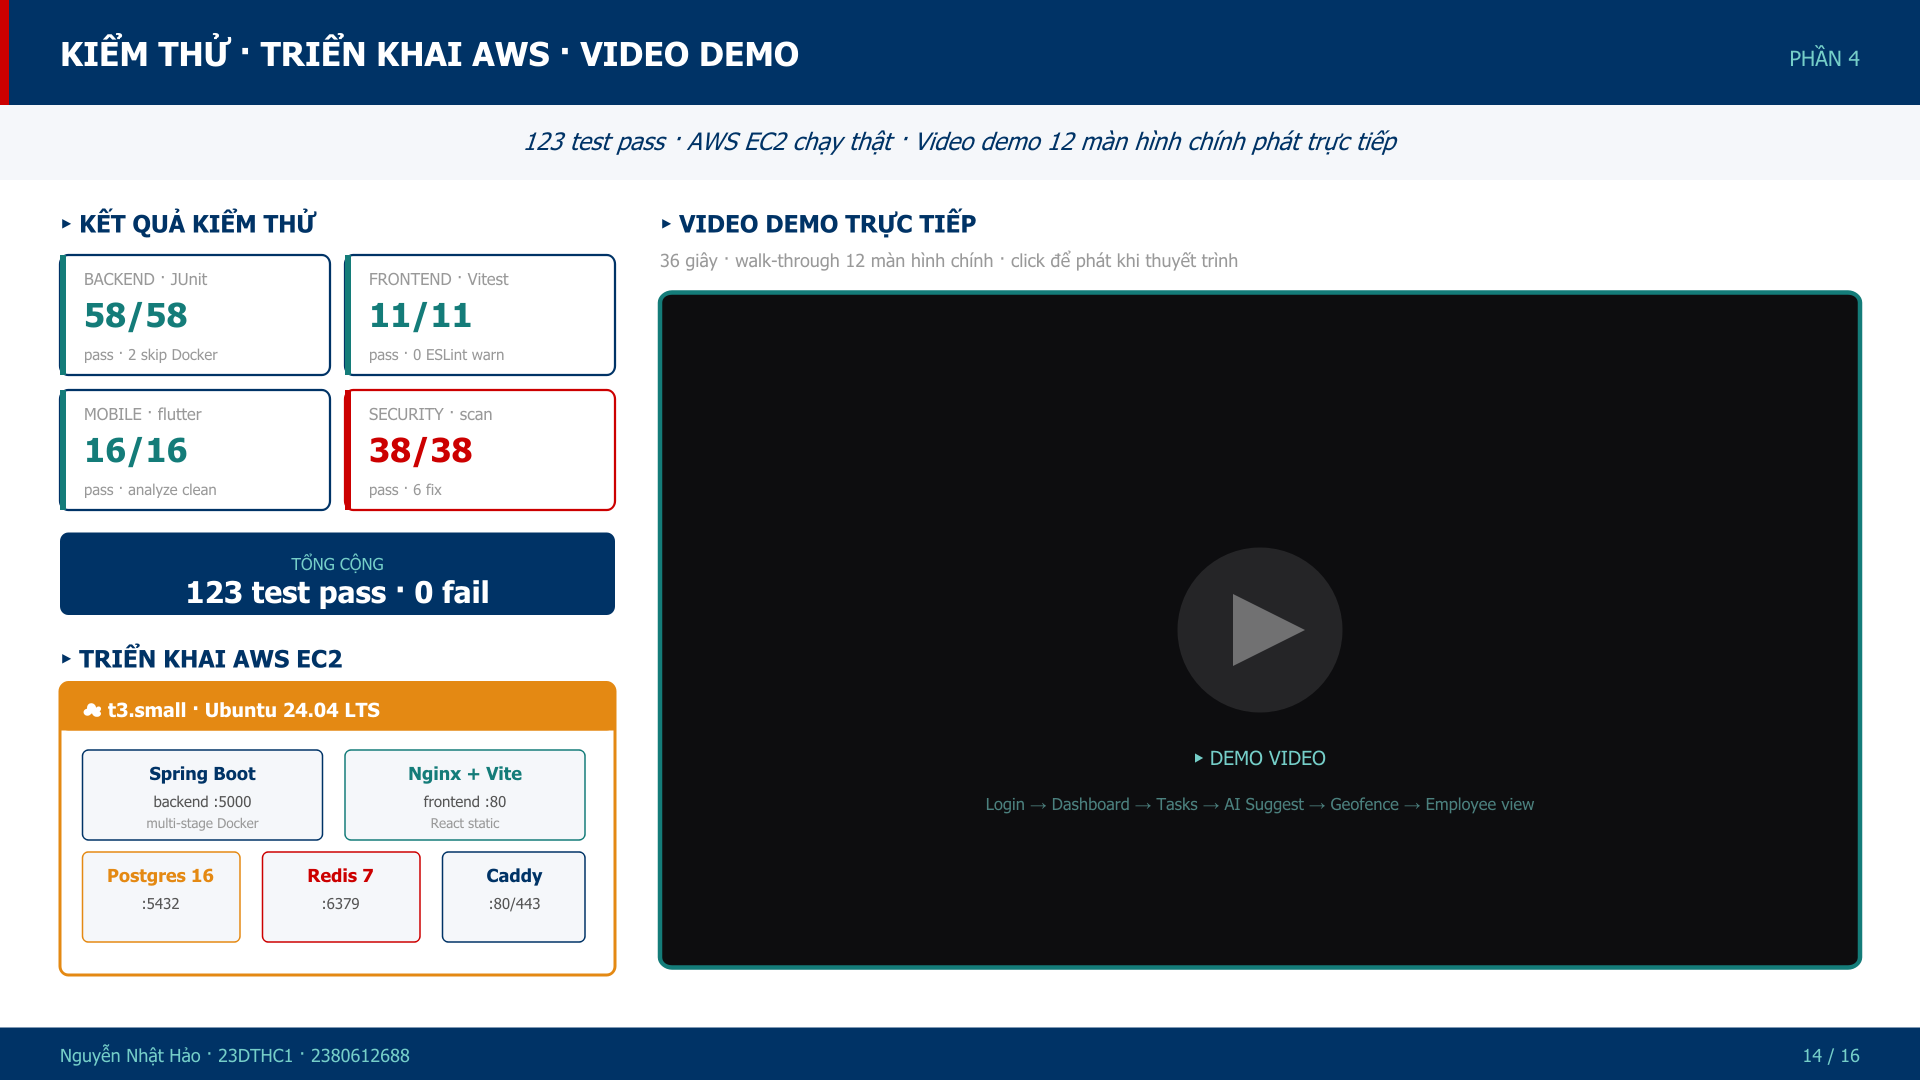 KIỂM THỬ · TRIỂN KHAI AWS · VIDEO DEMO
PHẦN 4
123 test pass · AWS EC2 chạy thật · Video demo 12 màn hình chính phát trực tiếp
▸ KẾT QUẢ KIỂM THỬ
BACKEND · JUnit
58/58
pass · 2 skip Docker
FRONTEND · Vitest
11/11
pass · 0 ESLint warn
MOBILE · flutter
16/16
pass · analyze clean
SECURITY · scan
38/38
pass · 6 fix
TỔNG CỘNG
123 test pass · 0 fail
▸ TRIỂN KHAI AWS EC2
☁ t3.small · Ubuntu 24.04 LTS
Spring Boot
backend :5000
multi-stage Docker
Nginx + Vite
frontend :80
React static
Postgres 16
:5432
Redis 7
:6379
Caddy
:80/443
▸ VIDEO DEMO TRỰC TIẾP
36 giây · walk-through 12 màn hình chính · click để phát khi thuyết trình
▸ DEMO VIDEO
Login → Dashboard → Tasks → AI Suggest → Geofence → Employee view
Nguyễn Nhật Hảo · 23DTHC1 · 2380612688
14 / 16